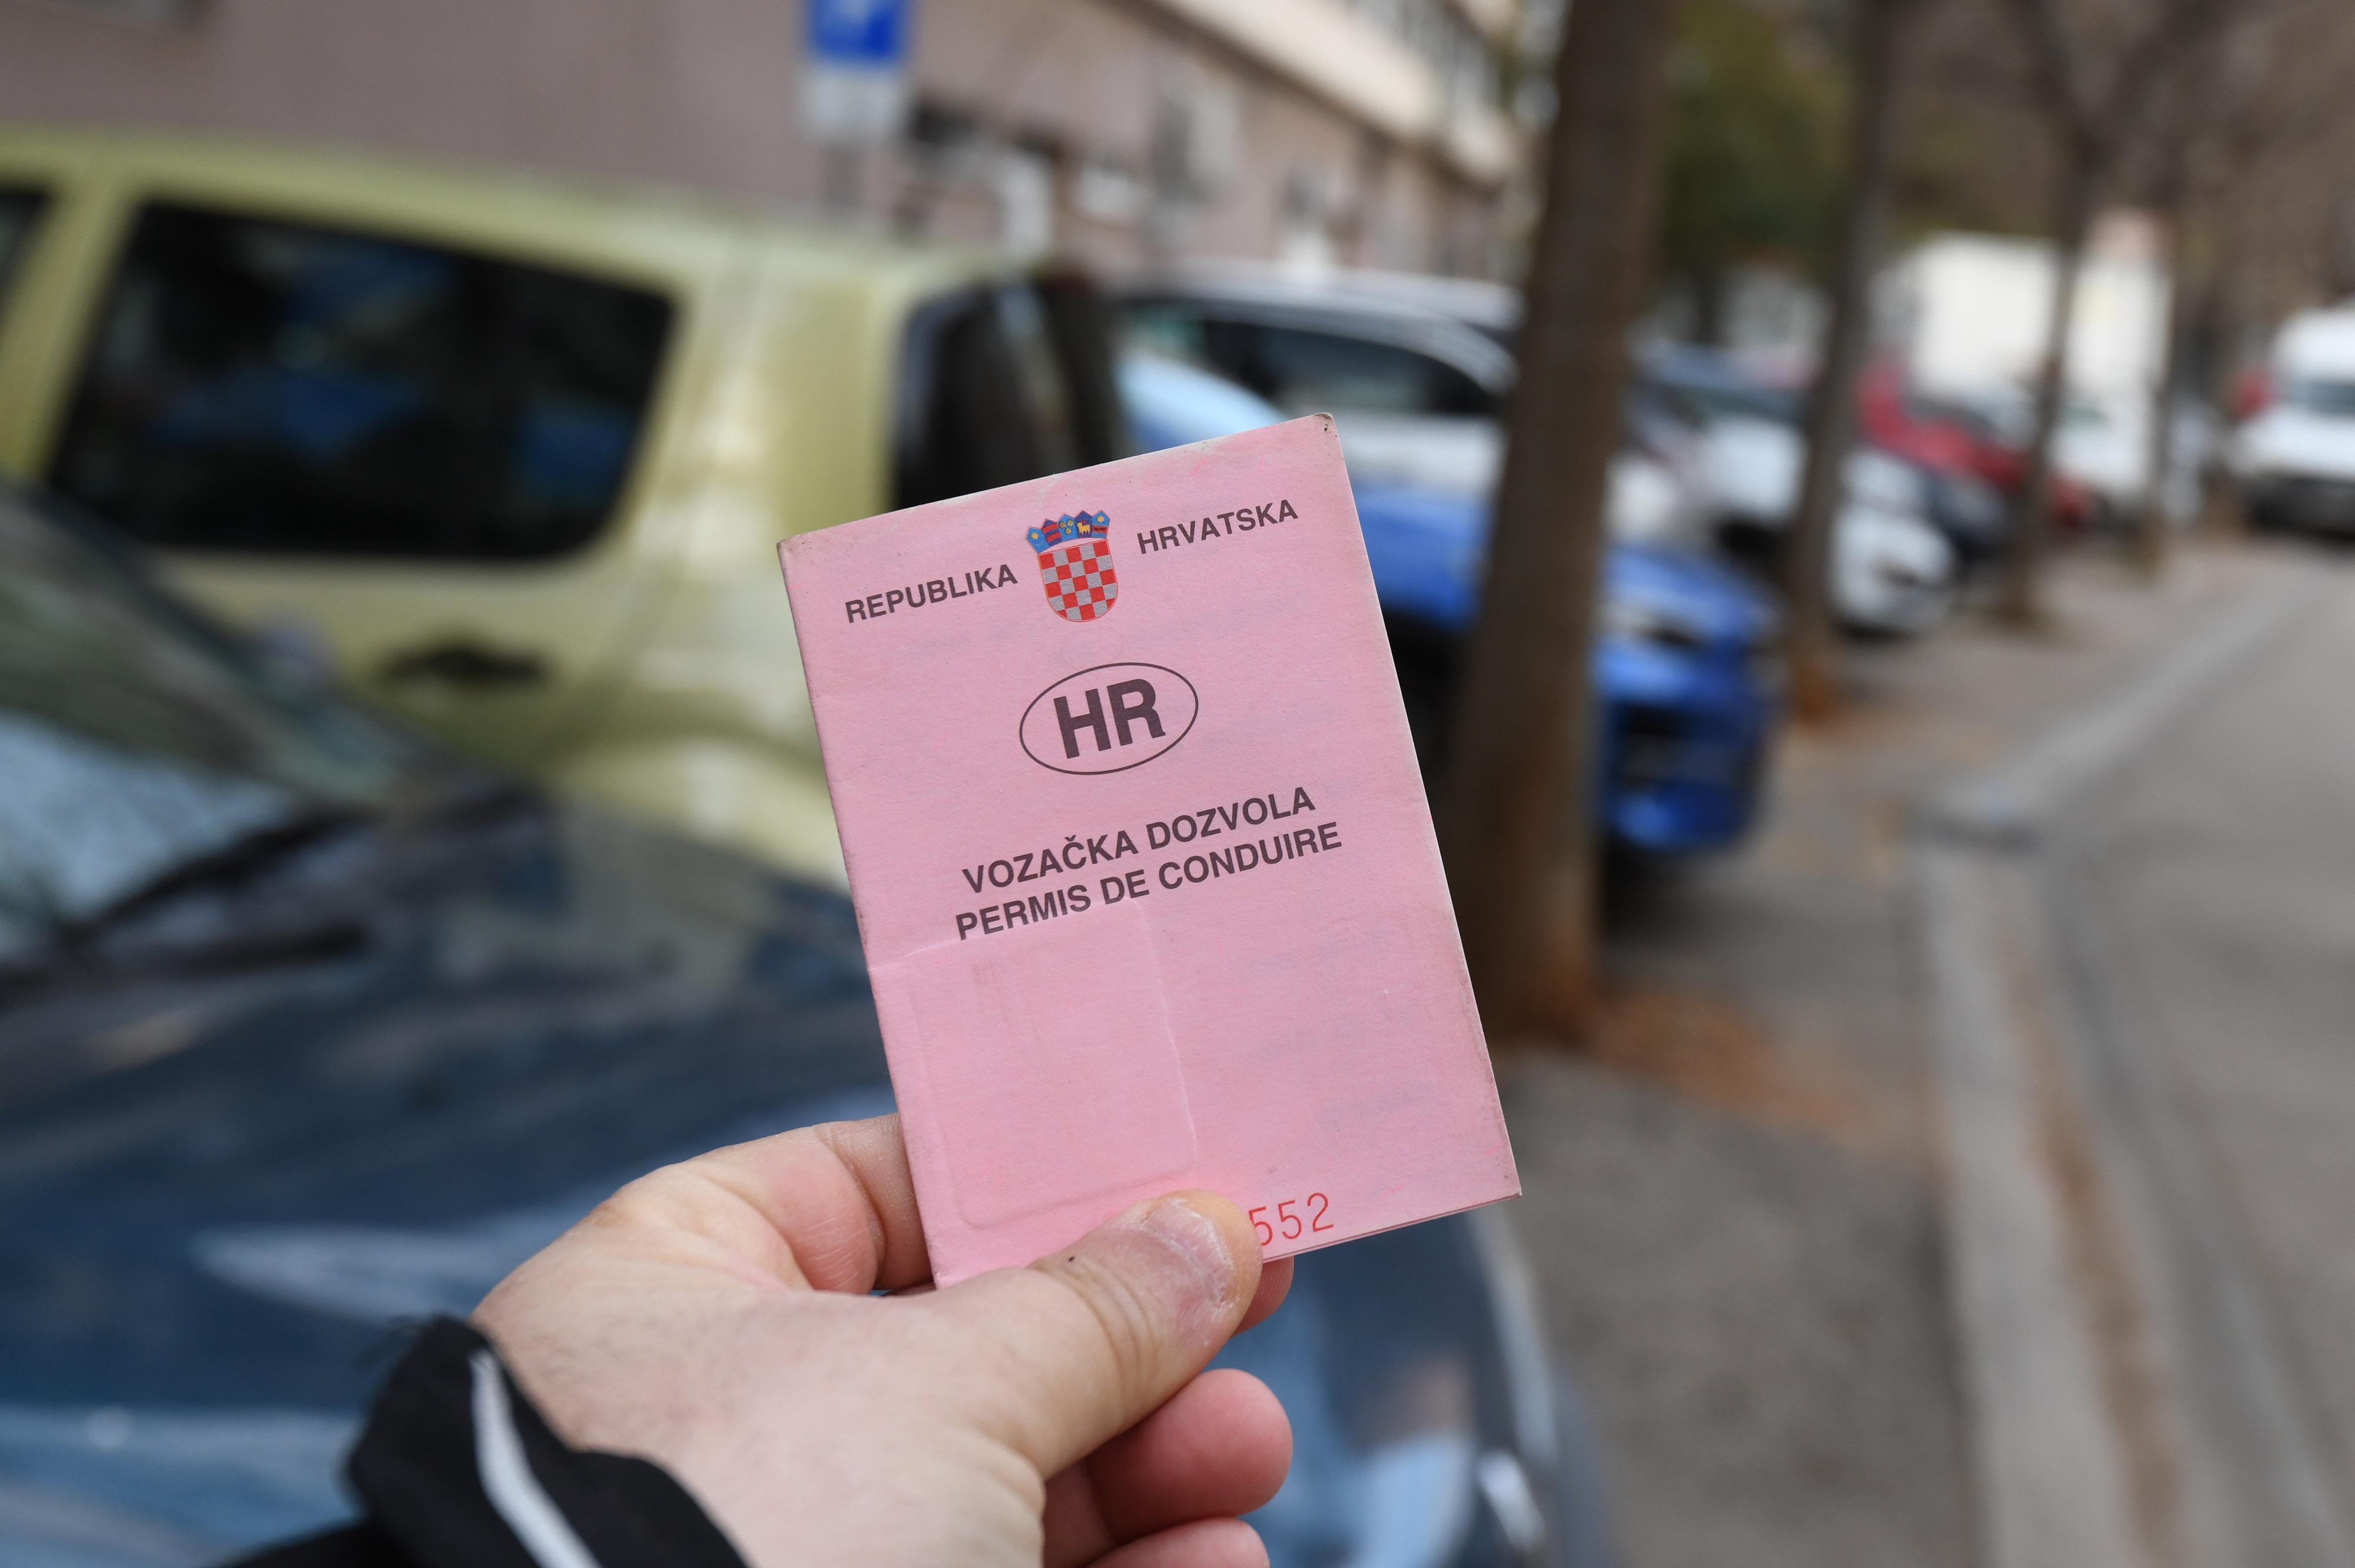 REPUBLIKA HRVATSKA
HR
VOZAČKA DOZVOLA
PERMIS DE CONDUIRE
552